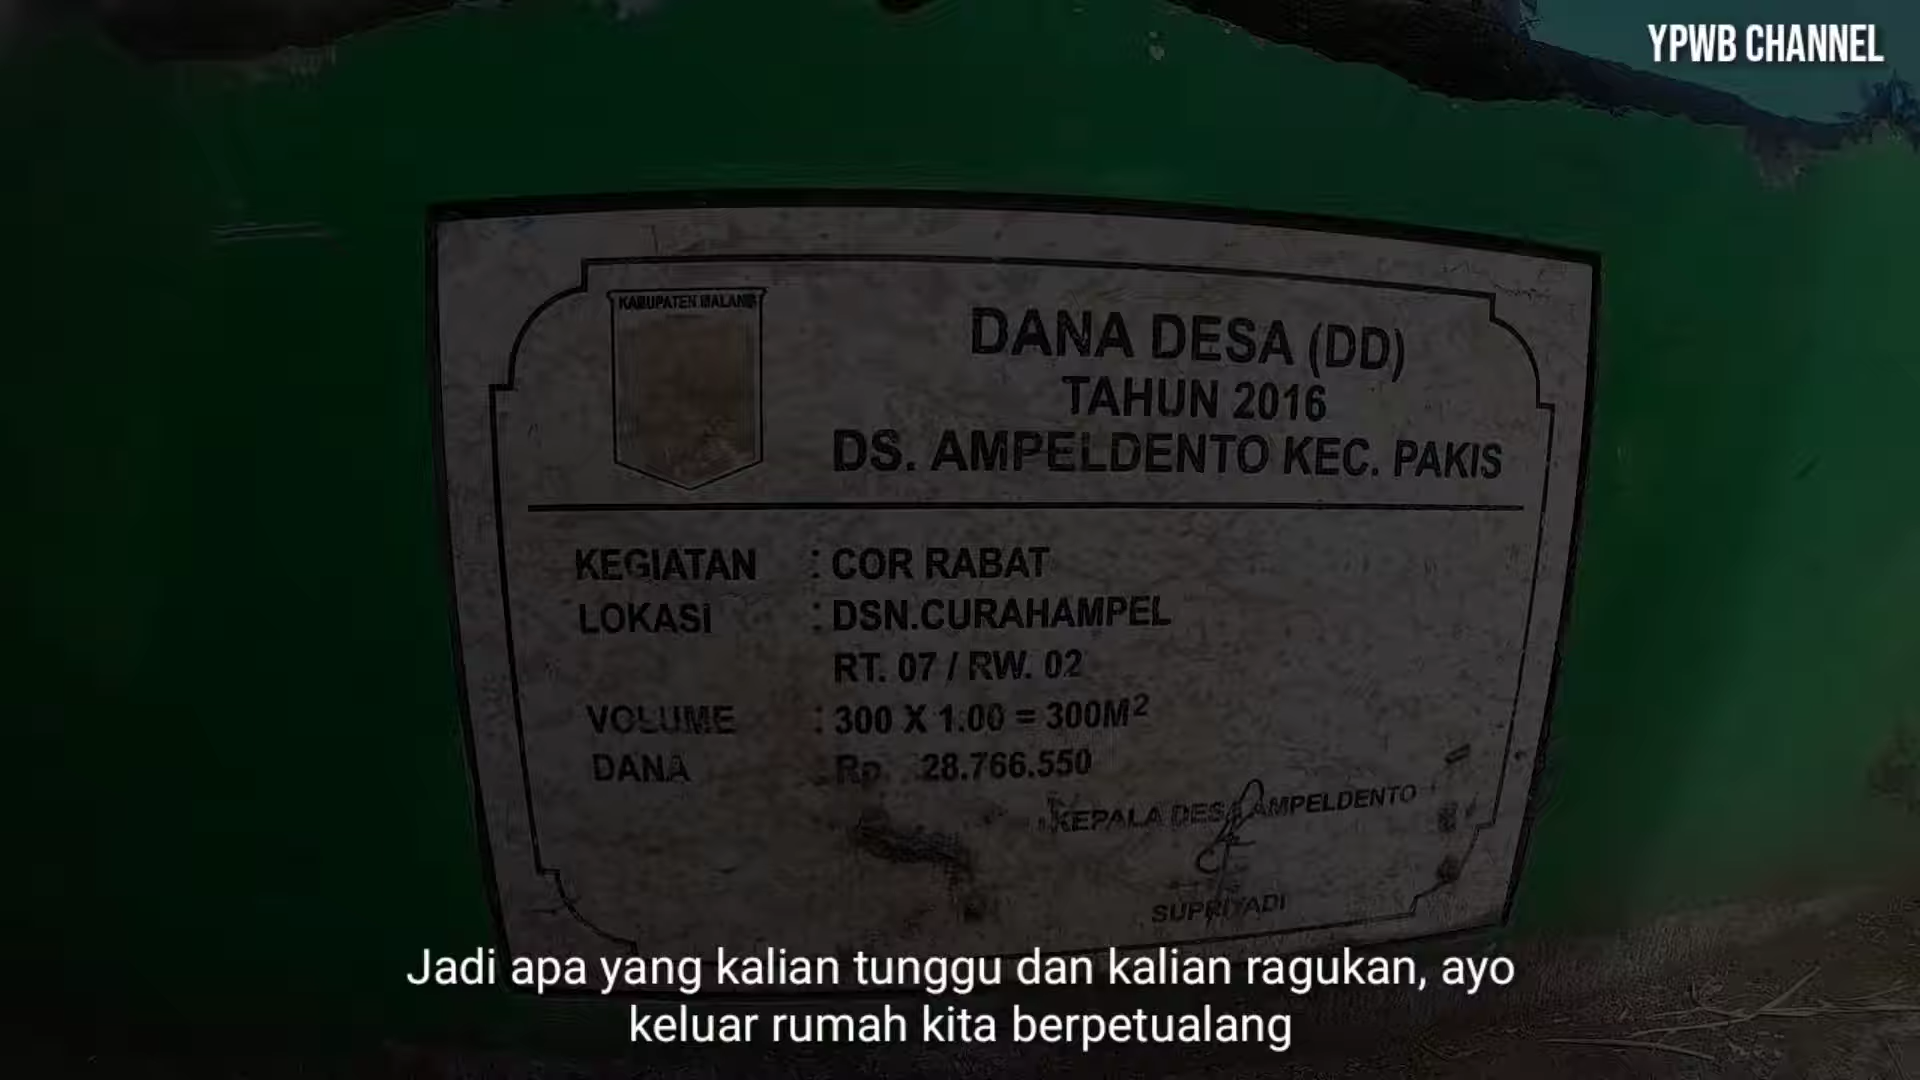 YPWB CHANNEL
KABUPATEN MALANG
DANA DESA (DD)
TAHUN 2016
DS. AMPELDENTO KEC. PAKIS
KEGIATAN : COR RABAT
LOKASI : DSN.CURAHAMPEL
RT. 07 / RW. 02
VOLUME : 300 X 1.00 = 300M²
DANA : Rp. 28.766.550
KEPALA DESA AMPELDENTO
SUPRIYADI
Jadi apa yang kalian tunggu dan kalian ragukan, ayo
keluar rumah kita berpetualang